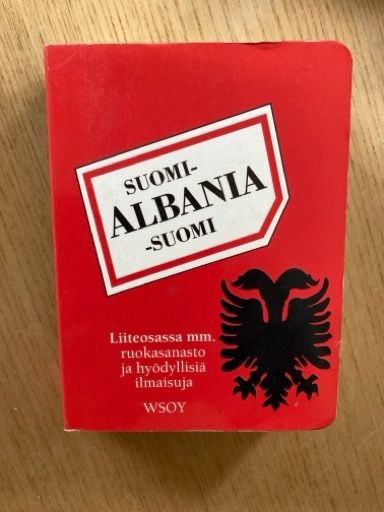 SUOMI-
ALBANIA
-SUOMI
Liiteosassa mm.
ruokasanasto
ja hyödyllisiä
ilmaisuja
WSOY